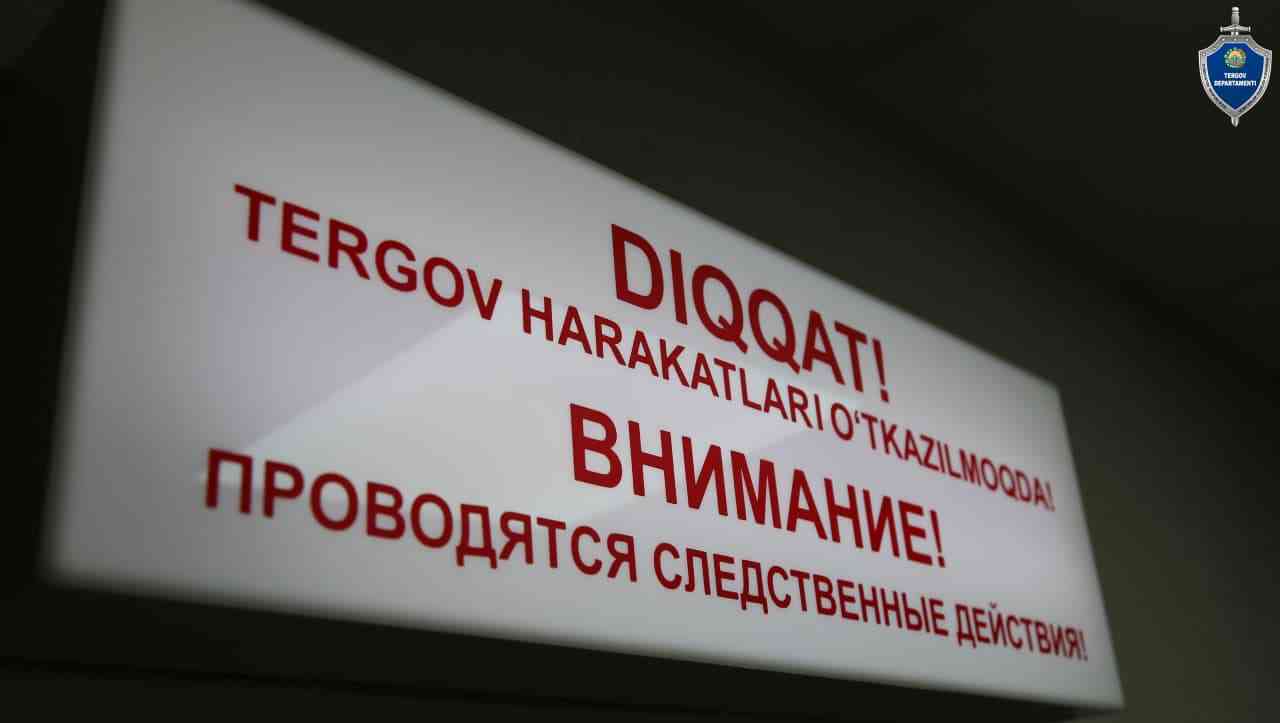 DIQQAT!
TERGOV HARAKATLARI O‘TKAZILMOQDA!
ВНИМАНИЕ!
ПРОВОДЯТСЯ СЛЕДСТВЕННЫЕ ДЕЙСТВИЯ!
TERGOV
DEPARTAMENTI